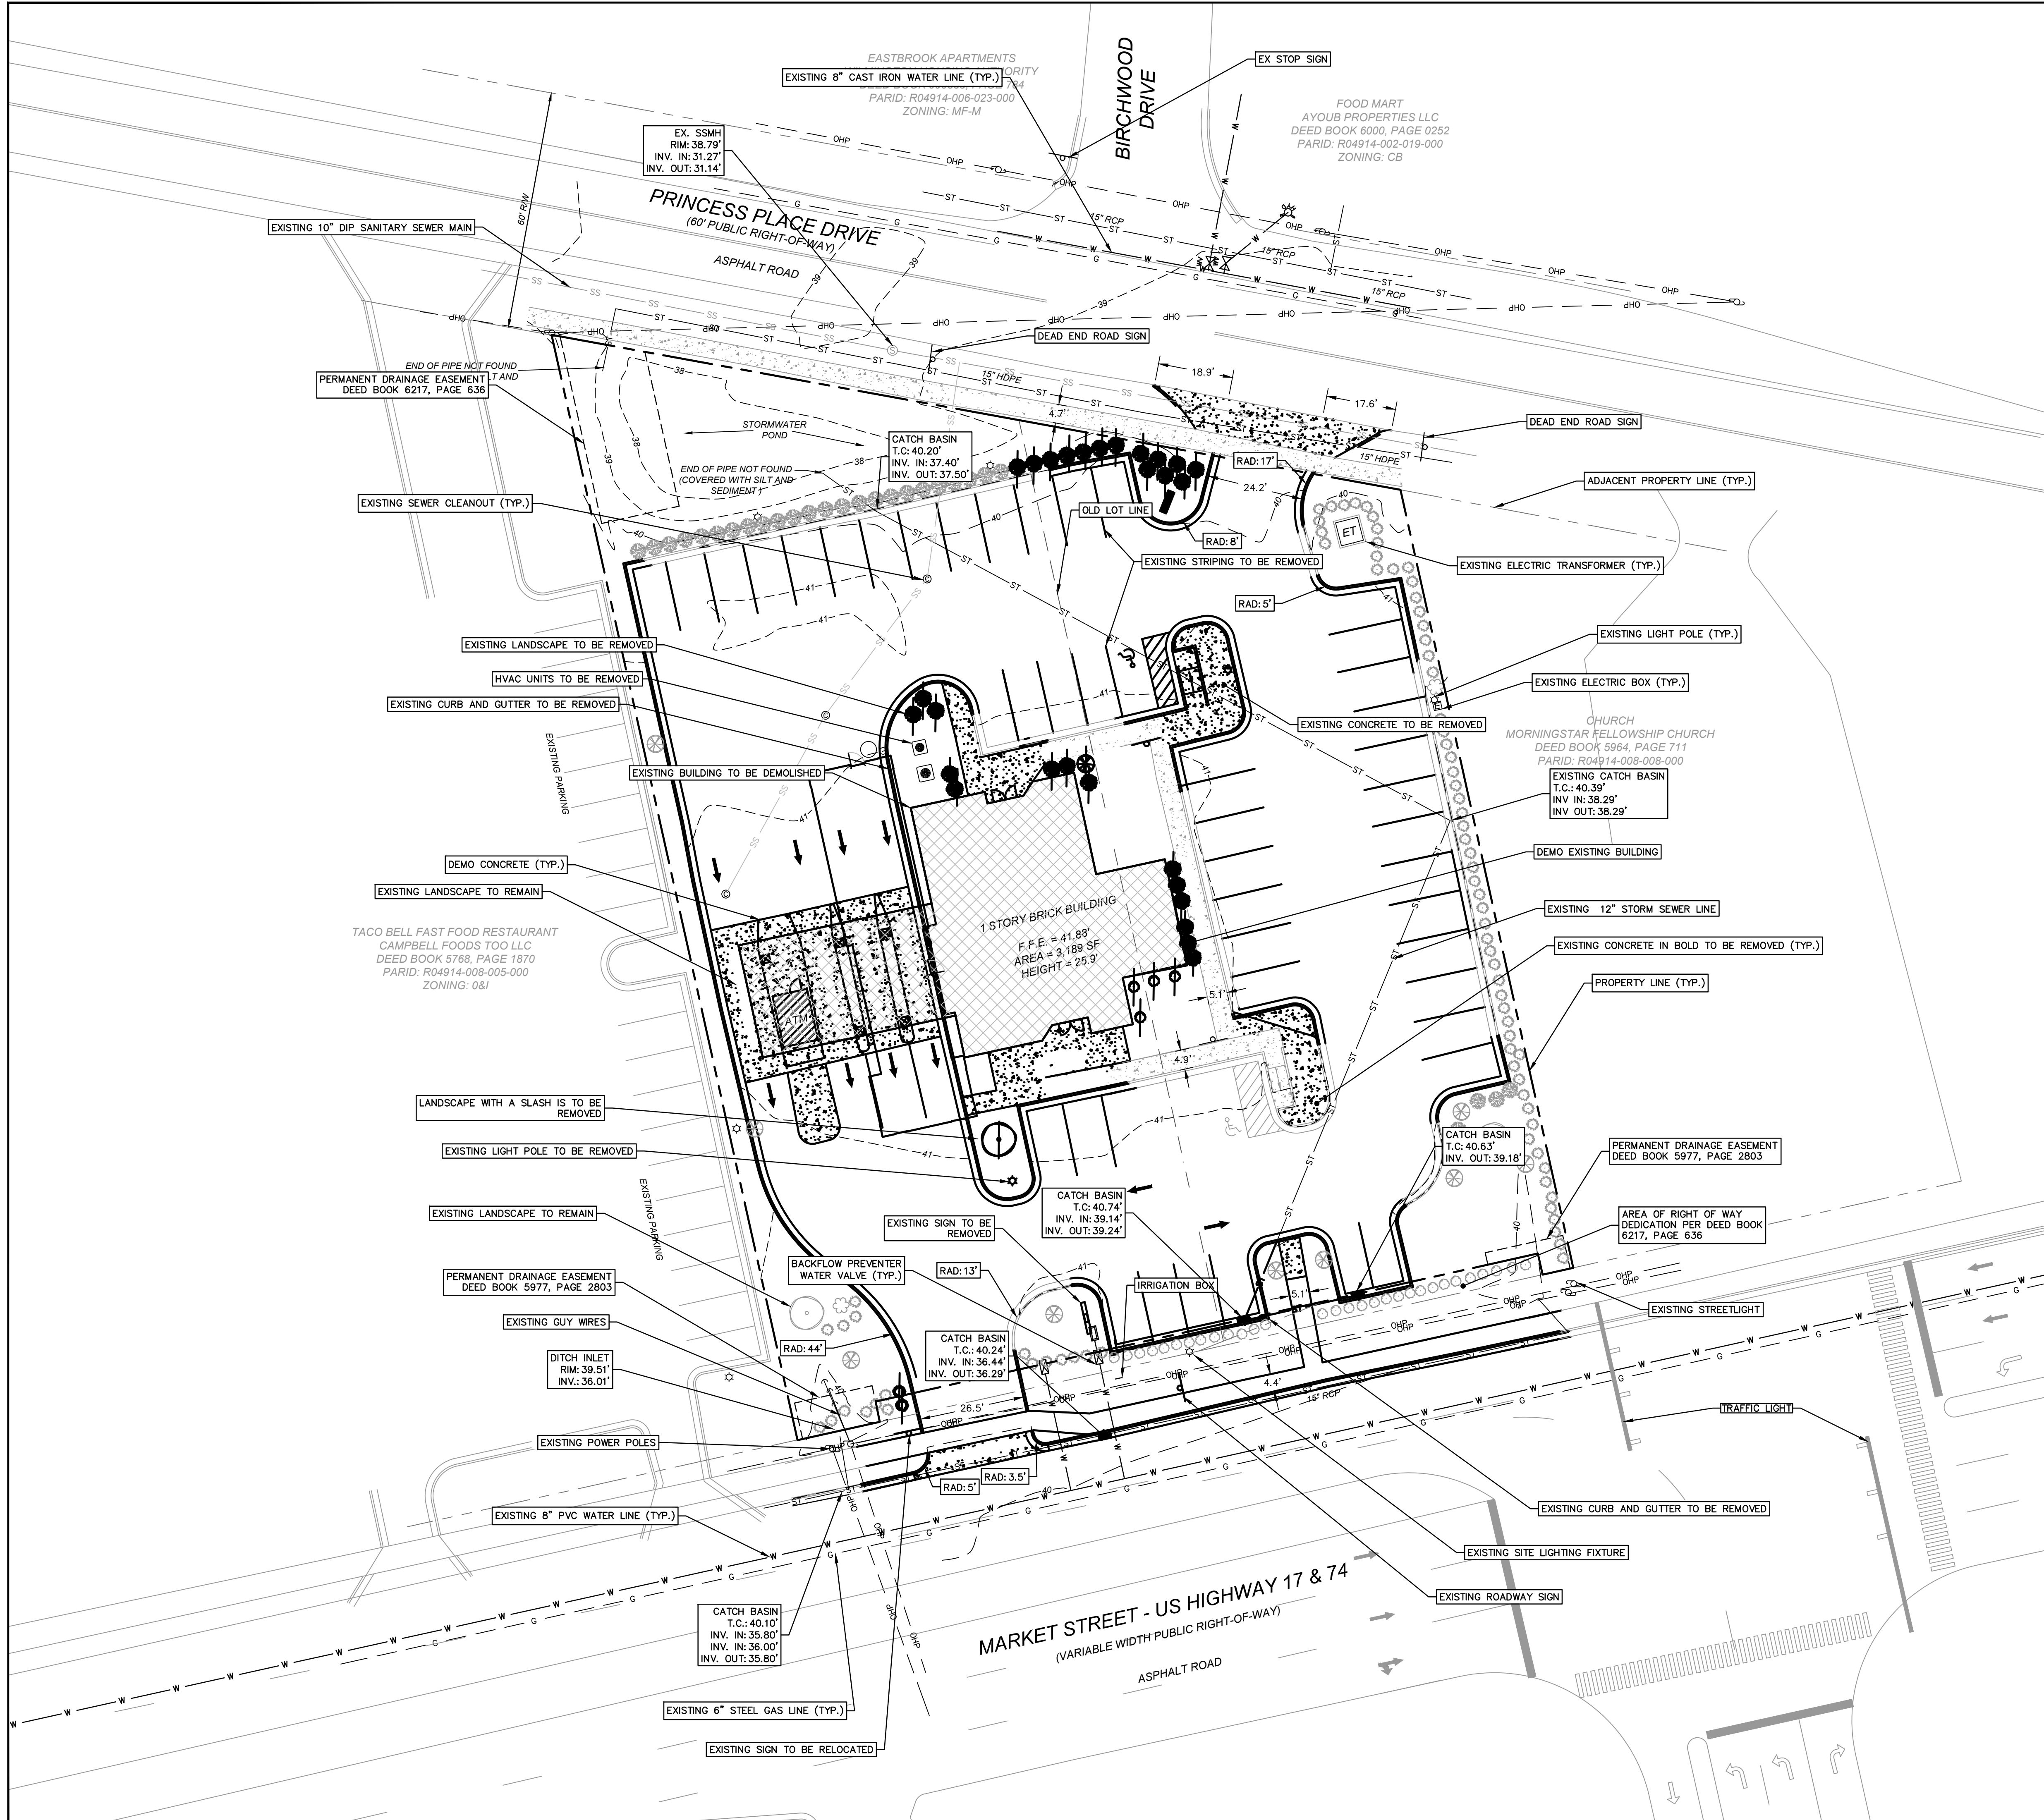 EASTBROOK APARTMENTS
EXISTING 8" CAST IRON WATER LINE (TYP.)
PARID: R04914-006-023-000
ZONING: MF-M
BIRCHWOOD
DRIVE
EX STOP SIGN
FOOD MART
AYOUB PROPERTIES LLC
DEED BOOK 6000, PAGE 0252
PARID: R04914-002-019-000
ZONING: CB
EX. SSMH
RIM: 38.79'
INV. IN: 31.27'
INV. OUT: 31.14'
60' R/W
PRINCESS PLACE DRIVE
(60' PUBLIC RIGHT-OF-WAY)
ASPHALT ROAD
EXISTING 10" DIP SANITARY SEWER MAIN
15" RCP
15" RCP
15" RCP
DEAD END ROAD SIGN
END OF PIPE NOT FOUND
PERMANENT DRAINAGE EASEMENT
DEED BOOK 6217, PAGE 636
15" HDPE
4.7'
18.9'
17.6'
DEAD END ROAD SIGN
15" HDPE
STORMWATER
POND
CATCH BASIN
T.C: 40.20'
INV. IN: 37.40'
INV. OUT: 37.50'
END OF PIPE NOT FOUND
(COVERED WITH SILT AND
SEDIMENT)
RAD: 17'
24.2'
ADJACENT PROPERTY LINE (TYP.)
EXISTING SEWER CLEANOUT (TYP.)
OLD LOT LINE
ET
RAD: 8'
EXISTING STRIPING TO BE REMOVED
EXISTING ELECTRIC TRANSFORMER (TYP.)
RAD: 5'
EXISTING LANDSCAPE TO BE REMOVED
EXISTING LIGHT POLE (TYP.)
HVAC UNITS TO BE REMOVED
EXISTING ELECTRIC BOX (TYP.)
EXISTING CURB AND GUTTER TO BE REMOVED
EXISTING CONCRETE TO BE REMOVED
CHURCH
MORNINGSTAR FELLOWSHIP CHURCH
DEED BOOK 5964, PAGE 711
PARID: R04914-008-008-000
EXISTING PARKING
EXISTING BUILDING TO BE DEMOLISHED
EXISTING CATCH BASIN
T.C.: 40.39'
INV IN: 38.29'
INV OUT: 38.29'
DEMO CONCRETE (TYP.)
DEMO EXISTING BUILDING
EXISTING LANDSCAPE TO REMAIN
1 STORY BRICK BUILDING
F.F.E. = 41.88'
AREA = 3,189 SF
HEIGHT = 25.9'
EXISTING 12" STORM SEWER LINE
TACO BELL FAST FOOD RESTAURANT
CAMPBELL FOODS TOO LLC
DEED BOOK 5768, PAGE 1870
PARID: R04914-008-005-000
ZONING: 0&I
EXISTING CONCRETE IN BOLD TO BE REMOVED (TYP.)
PROPERTY LINE (TYP.)
ATM
5.1'
4.9'
LANDSCAPE WITH A SLASH IS TO BE
REMOVED
EXISTING LIGHT POLE TO BE REMOVED
CATCH BASIN
T.C: 40.63'
INV. OUT: 39.18'
PERMANENT DRAINAGE EASEMENT
DEED BOOK 5977, PAGE 2803
EXISTING PARKING
EXISTING LANDSCAPE TO REMAIN
CATCH BASIN
T.C: 40.74'
INV. IN: 39.14'
INV. OUT: 39.24'
EXISTING SIGN TO BE
REMOVED
AREA OF RIGHT OF WAY
DEDICATION PER DEED BOOK
6217, PAGE 636
BACKFLOW PREVENTER
WATER VALVE (TYP.)
RAD: 13'
PERMANENT DRAINAGE EASEMENT
DEED BOOK 5977, PAGE 2803
IRRIGATION BOX
5.1'
EXISTING STREETLIGHT
EXISTING GUY WIRES
RAD: 44'
CATCH BASIN
T.C.: 40.24'
INV. IN: 36.44'
INV. OUT: 36.29'
DITCH INLET
RIM: 39.51'
INV.: 36.01'
4.4'
15" RCP
26.5'
TRAFFIC LIGHT
EXISTING POWER POLES
RAD: 3.5'
RAD: 5'
EXISTING 8" PVC WATER LINE (TYP.)
EXISTING CURB AND GUTTER TO BE REMOVED
EXISTING SITE LIGHTING FIXTURE
EXISTING ROADWAY SIGN
CATCH BASIN
T.C.: 40.10'
INV. IN: 35.80'
INV. IN: 36.00'
INV. OUT: 35.80'
MARKET STREET - US HIGHWAY 17 & 74
(VARIABLE WIDTH PUBLIC RIGHT-OF-WAY)
ASPHALT ROAD
EXISTING 6" STEEL GAS LINE (TYP.)
EXISTING SIGN TO BE RELOCATED